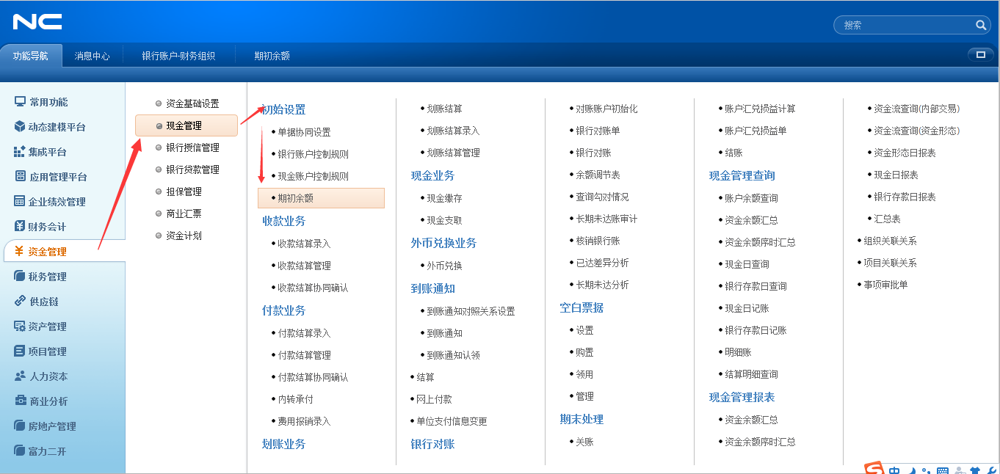 NC
搜索
功能导航
消息中心
银行账户-财务组织
期初余额
常用功能
动态建模平台
集成平台
应用管理平台
企业绩效管理
财务会计
资金管理
税务管理
供应链
资产管理
项目管理
人力资本
商业分析
房地产管理
富力二开
资金基础设置
现金管理
银行授信管理
银行贷款管理
担保管理
商业汇票
资金计划
初始设置
单据协同设置
银行账户控制规则
现金账户控制规则
期初余额
收款业务
收款结算录入
收款结算管理
收款结算协同确认
付款业务
付款结算录入
付款结算管理
付款结算协同确认
内转承付
费用报销录入
划账业务
划账结算
划账结算录入
划账结算管理
现金业务
现金缴存
现金支取
外币兑换业务
外币兑换
到账通知
到账通知对照关系设置
到账通知
到账通知认领
结算
网上付款
单位支付信息变更
银行对账
对账账户初始化
银行对账单
银行对账
余额调节表
查询勾对情况
长期未达账审计
核销银行账
已达差异分析
长期未达分析
空白票据
设置
购置
领用
管理
期末处理
关账
账户汇兑损益计算
账户汇兑损益单
结账
现金管理查询
账户余额查询
资金余额汇总
资金余额序时汇总
现金日查询
银行存款日查询
现金日记账
银行存款日记账
明细账
结算明细查询
现金管理报表
资金余额汇总
资金余额序时汇总
资金流查询(内部交易)
资金流查询(资金形态)
资金形态日报表
现金日报表
银行存款日报表
汇总表
组织关联关系
项目关联关系
事项审批单
中